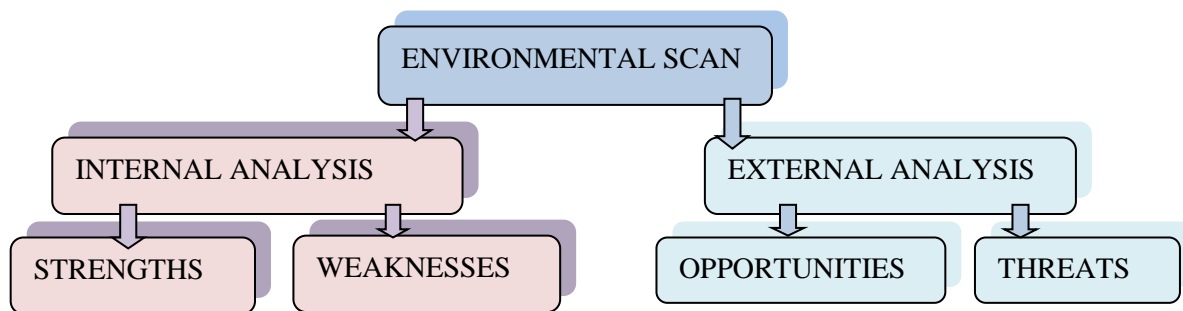 ENVIRONMENTAL SCAN
INTERNAL ANALYSIS
EXTERNAL ANALYSIS
STRENGTHS
WEAKNESSES
OPPORTUNITIES
THREATS